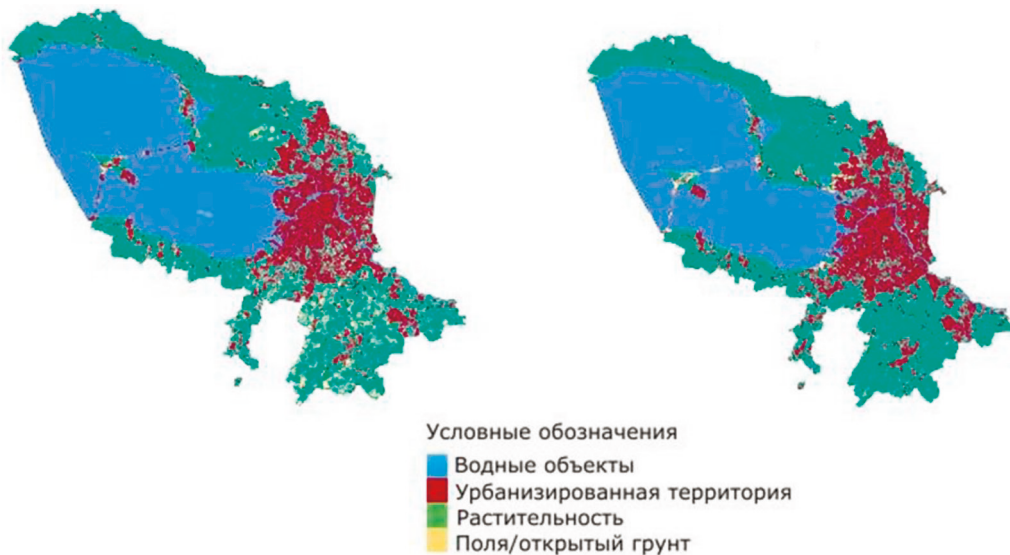 Условные обозначения
Водные объекты
Урбанизированная территория
Растительность
Поля/открытый грунт